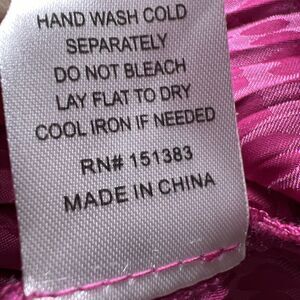 HAND WASH COLD
SEPARATELY
DO NOT BLEACH
LAY FLAT TO DRY
COOL IRON IF NEEDED
RN# 151383
MADE IN CHINA